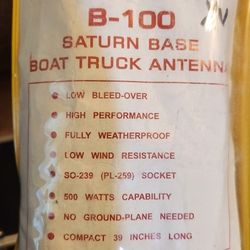 B-100
SATURN BASE
BOAT TRUCK ANTENNA
LOW BLEED-OVER
HIGH PERFORMANCE
FULLY WEATHERPROOF
LOW WIND RESISTANCE
SO-239 (PL-259) SOCKET
500 WATTS CAPABILITY
NO GROUND-PLANE NEEDED
COMPACT 39 INCHES LONG